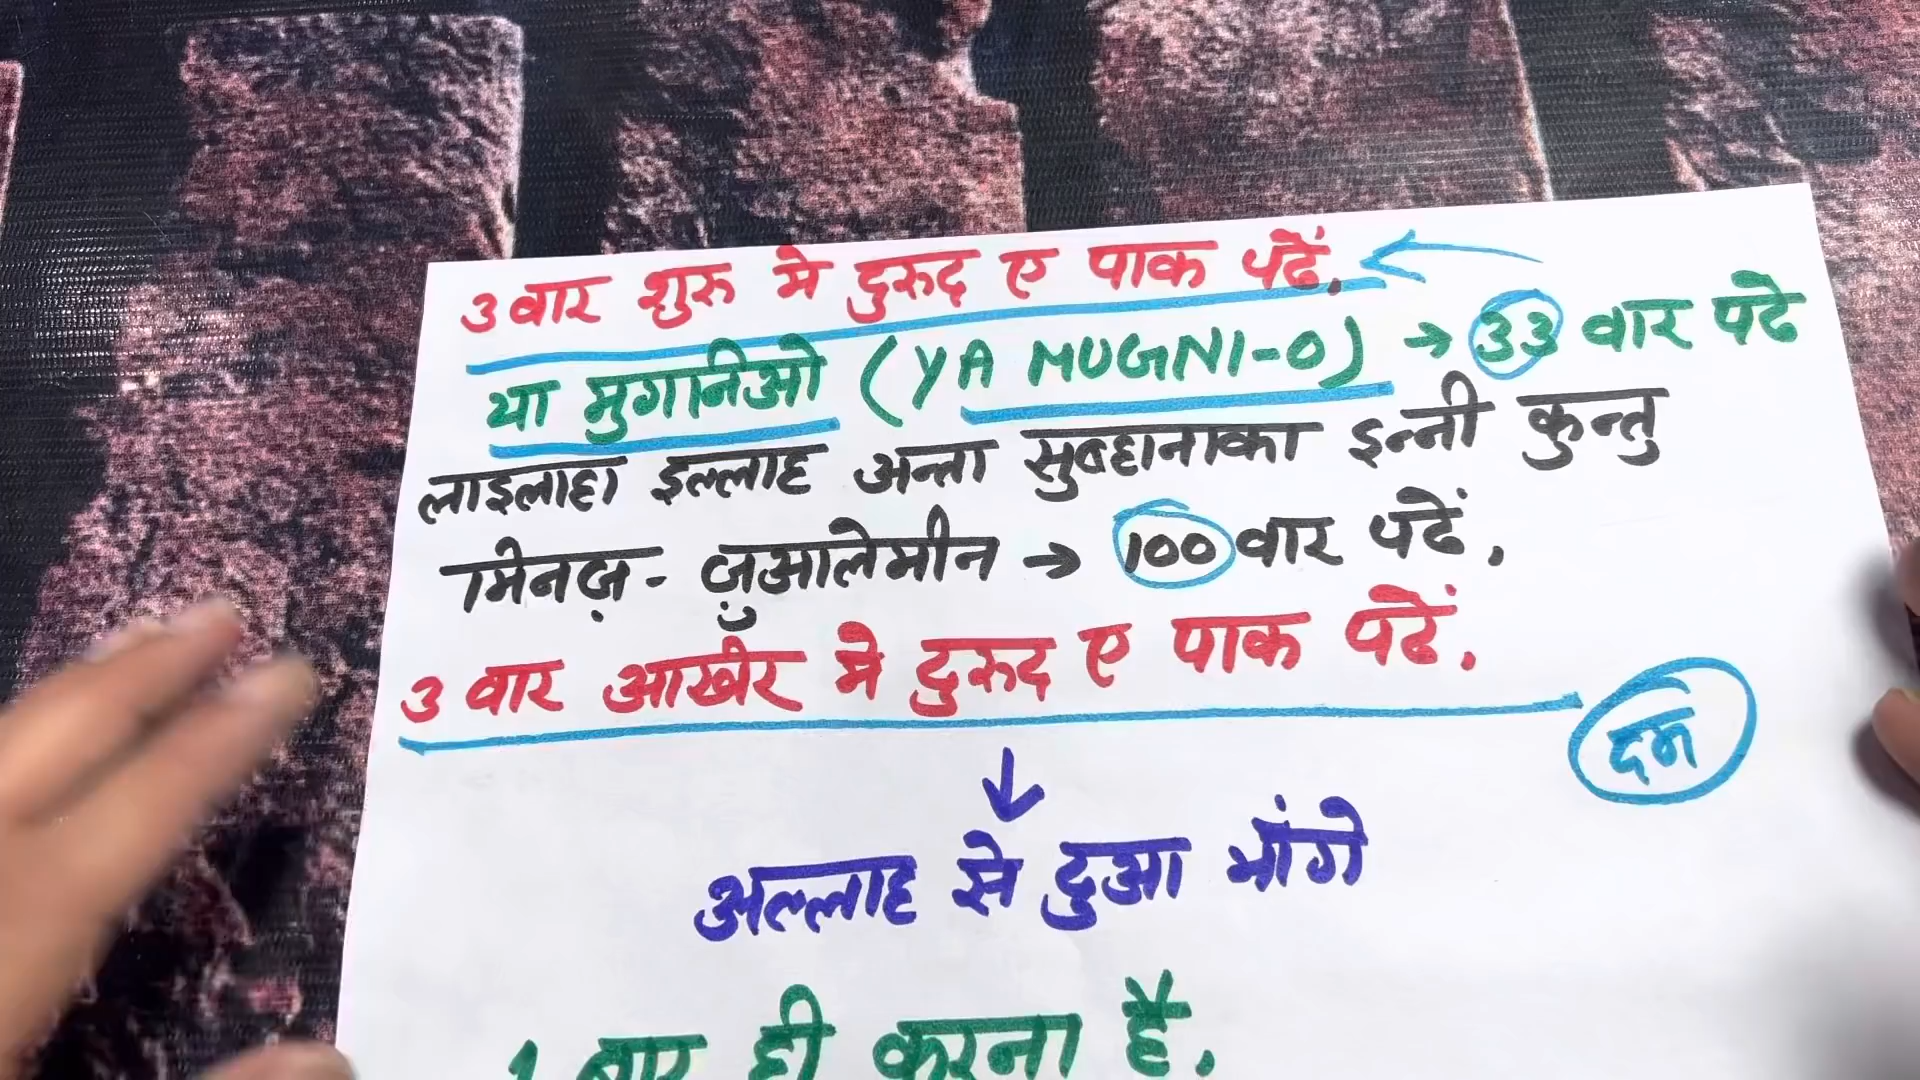 3 वार शुरु मे दुरुद ए पाक पढें.
या मुगनिओ (YA MUGNI-O) → 33 वार पढे
लाइलाहा इल्लाह अन्ता सुबहानाका इन्नी कुन्तु
मिनज़ - ज़ुआलेमीन → 100 वार पढें.
3 वार आखीर मे दुरुद ए पाक पढें.
दम
अल्लाह से दुआ मांगे
1 बार ही करना है.